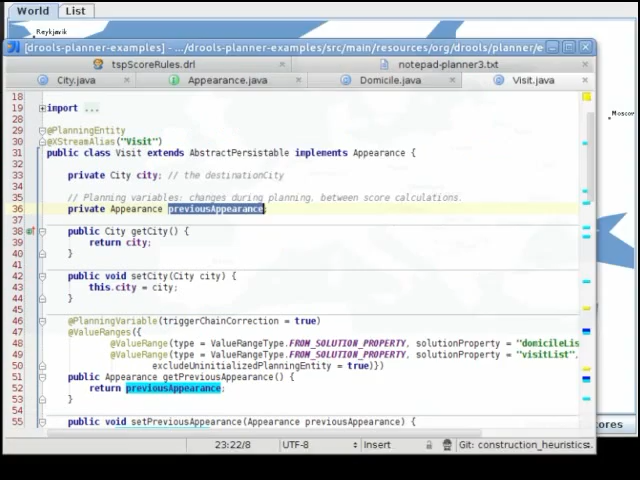 World List
Reykjavik
[drools-planner-examples] - .../drools-planner-examples/src/main/resources/org/drools/planner/e
tspScoreRules.drl notepad-planner3.txt
City.java Appearance.java Domicile.java Visit.java
Moscow
18
19 import ...
28
29 @PlanningEntity
30 @XStreamAlias("Visit")
31 public class Visit extends AbstractPersistable implements Appearance {
32
33 private City city; // the destinationCity
34
35 // Planning variables: changes during planning, between score calculations.
36 private Appearance previousAppearance;
37
38 public City getCity() {
39 return city;
40 }
41
42 public void setCity(City city) {
43 this.city = city;
44 }
45
46 @PlanningVariable(triggerChainCorrection = true)
47 @ValueRanges({
48 @ValueRange(type = ValueRangeType.FROM_SOLUTION_PROPERTY, solutionProperty = "domicileLis
49 @ValueRange(type = ValueRangeType.FROM_SOLUTION_PROPERTY, solutionProperty = "visitList",
50 excludeUninitializedPlanningEntity = true)})
51 public Appearance getPreviousAppearance() {
52 return previousAppearance;
53 }
54
55 public void setPreviousAppearance(Appearance previousAppearance) {
23:22/8 UTF-8 Insert Git: construction_heuristics
ores